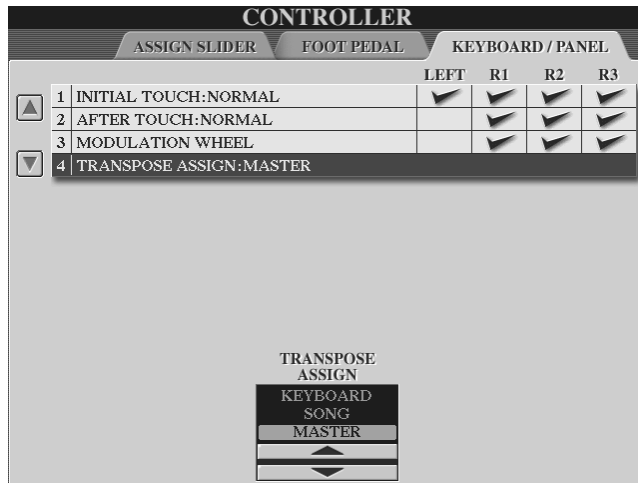 CONTROLLER
ASSIGN SLIDER FOOT PEDAL KEYBOARD / PANEL
LEFT R1 R2 R3
1 INITIAL TOUCH:NORMAL
2 AFTER TOUCH:NORMAL
3 MODULATION WHEEL
4 TRANSPOSE ASSIGN:MASTER
TRANSPOSE
ASSIGN
KEYBOARD
SONG
MASTER